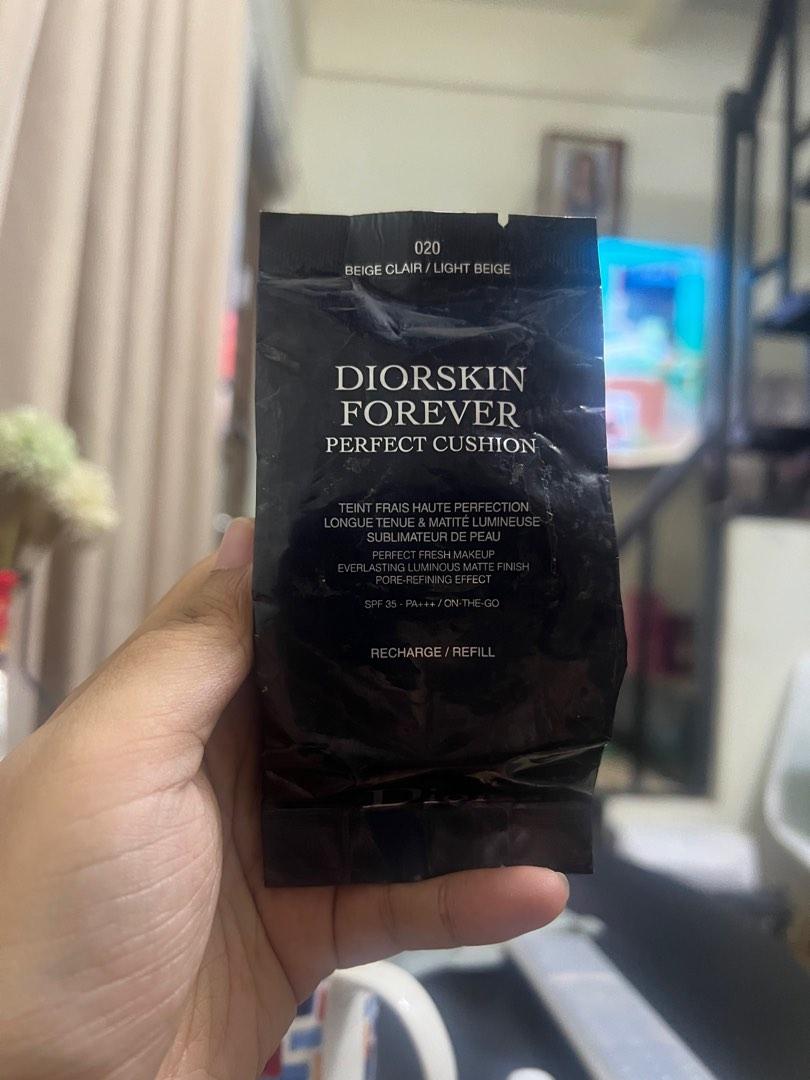 020
BEIGE CLAIR / LIGHT BEIGE
DIORSKIN
FOREVER
PERFECT CUSHION
TEINT FRAIS HAUTE PERFECTION
LONGUE TENUE & MATITÉ LUMINEUSE
SUBLIMATEUR DE PEAU
PERFECT FRESH MAKEUP
EVERLASTING LUMINOUS MATTE FINISH
PORE-REFINING EFFECT
SPF 35 - PA+++ / ON-THE-GO
RECHARGE / REFILL
Dior